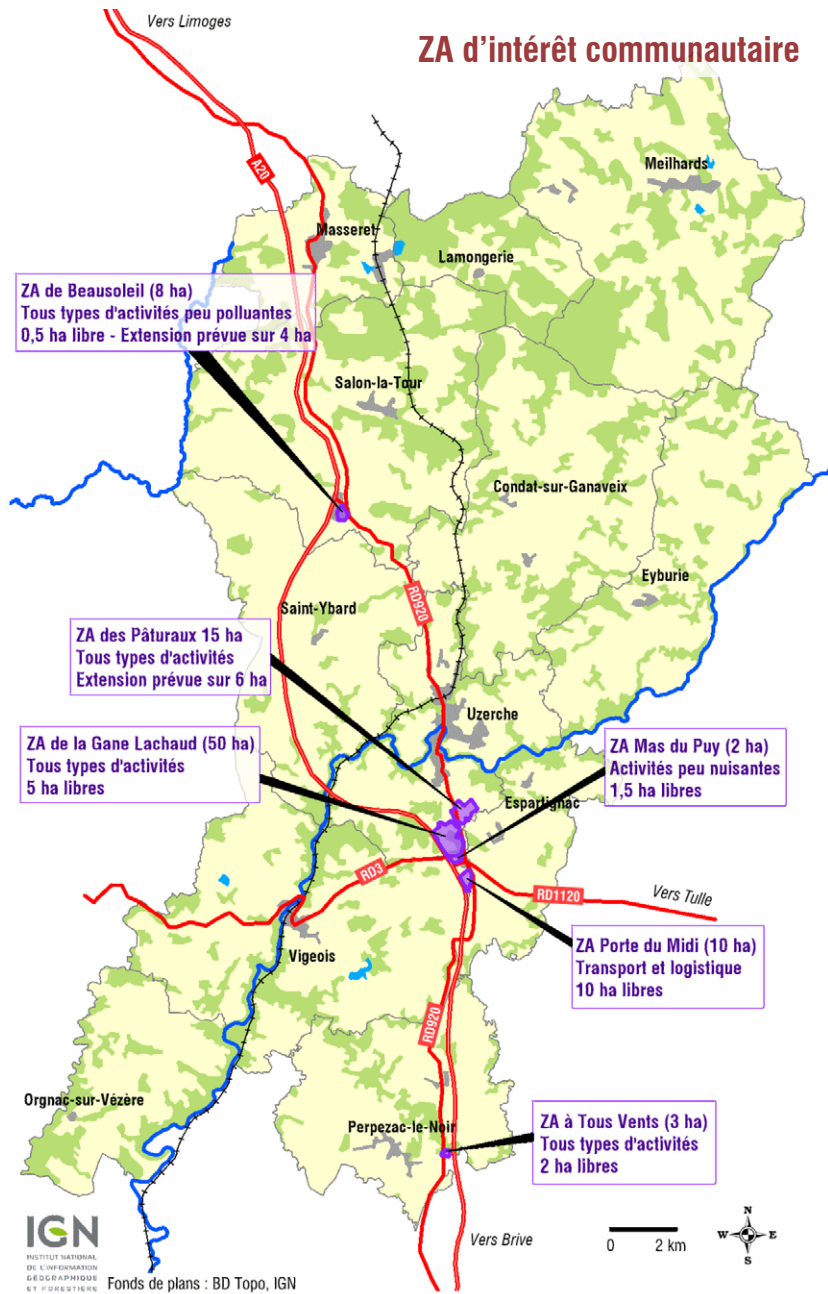 Vers Limoges
ZA d'intérêt communautaire
A20
Meilhards
Masseret
Lamongerie
ZA de Beausoleil (8 ha)
Tous types d'activités peu polluantes
0,5 ha libre - Extension prévue sur 4 ha
Salon-la-Tour
Condat-sur-Ganaveix
Eyburie
RD920
Saint-Ybard
ZA des Pâturaux 15 ha
Tous types d'activités
Extension prévue sur 6 ha
Uzerche
ZA de la Gane Lachaud (50 ha)
Tous types d'activités
5 ha libres
ZA Mas du Puy (2 ha)
Activités peu nuisantes
1,5 ha libres
Espartignac
RD3
RD1120
Vers Tulle
Vigeois
ZA Porte du Midi (10 ha)
Transport et logistique
10 ha libres
RD920
Orgnac-sur-Vézère
Perpezac-le-Noir
ZA à Tous Vents (3 ha)
Tous types d'activités
2 ha libres
Vers Brive
0 2 km
N
W E
S
IGN
INSTITUT NATIONAL
DE L'INFORMATION
GÉOGRAPHIQUE
ET FORESTIÈRE
Fonds de plans : BD Topo, IGN